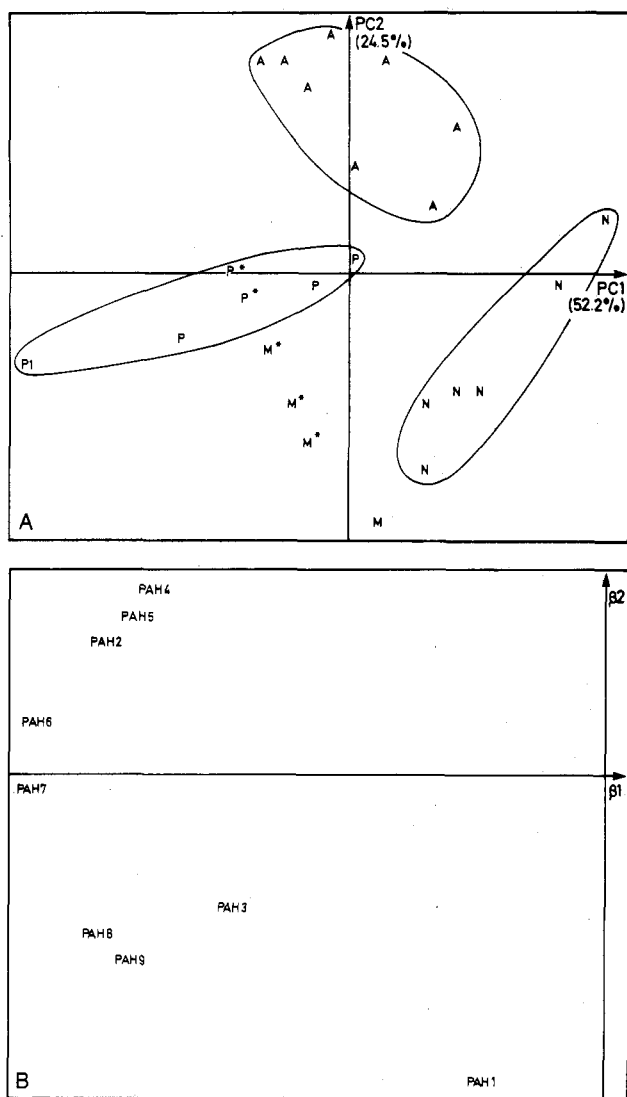 PC2
(24.5%)
A
A A A
A
A
A
A
N
P
P*
P*
P
N
PC1
(52.2%)
P
M*
P1
M*
N N N
M*
N
A
M
PAH4
β2
PAH5
PAH2
PAH6
PAH7
β1
PAH3
PAH8
PAH9
B
PAH1